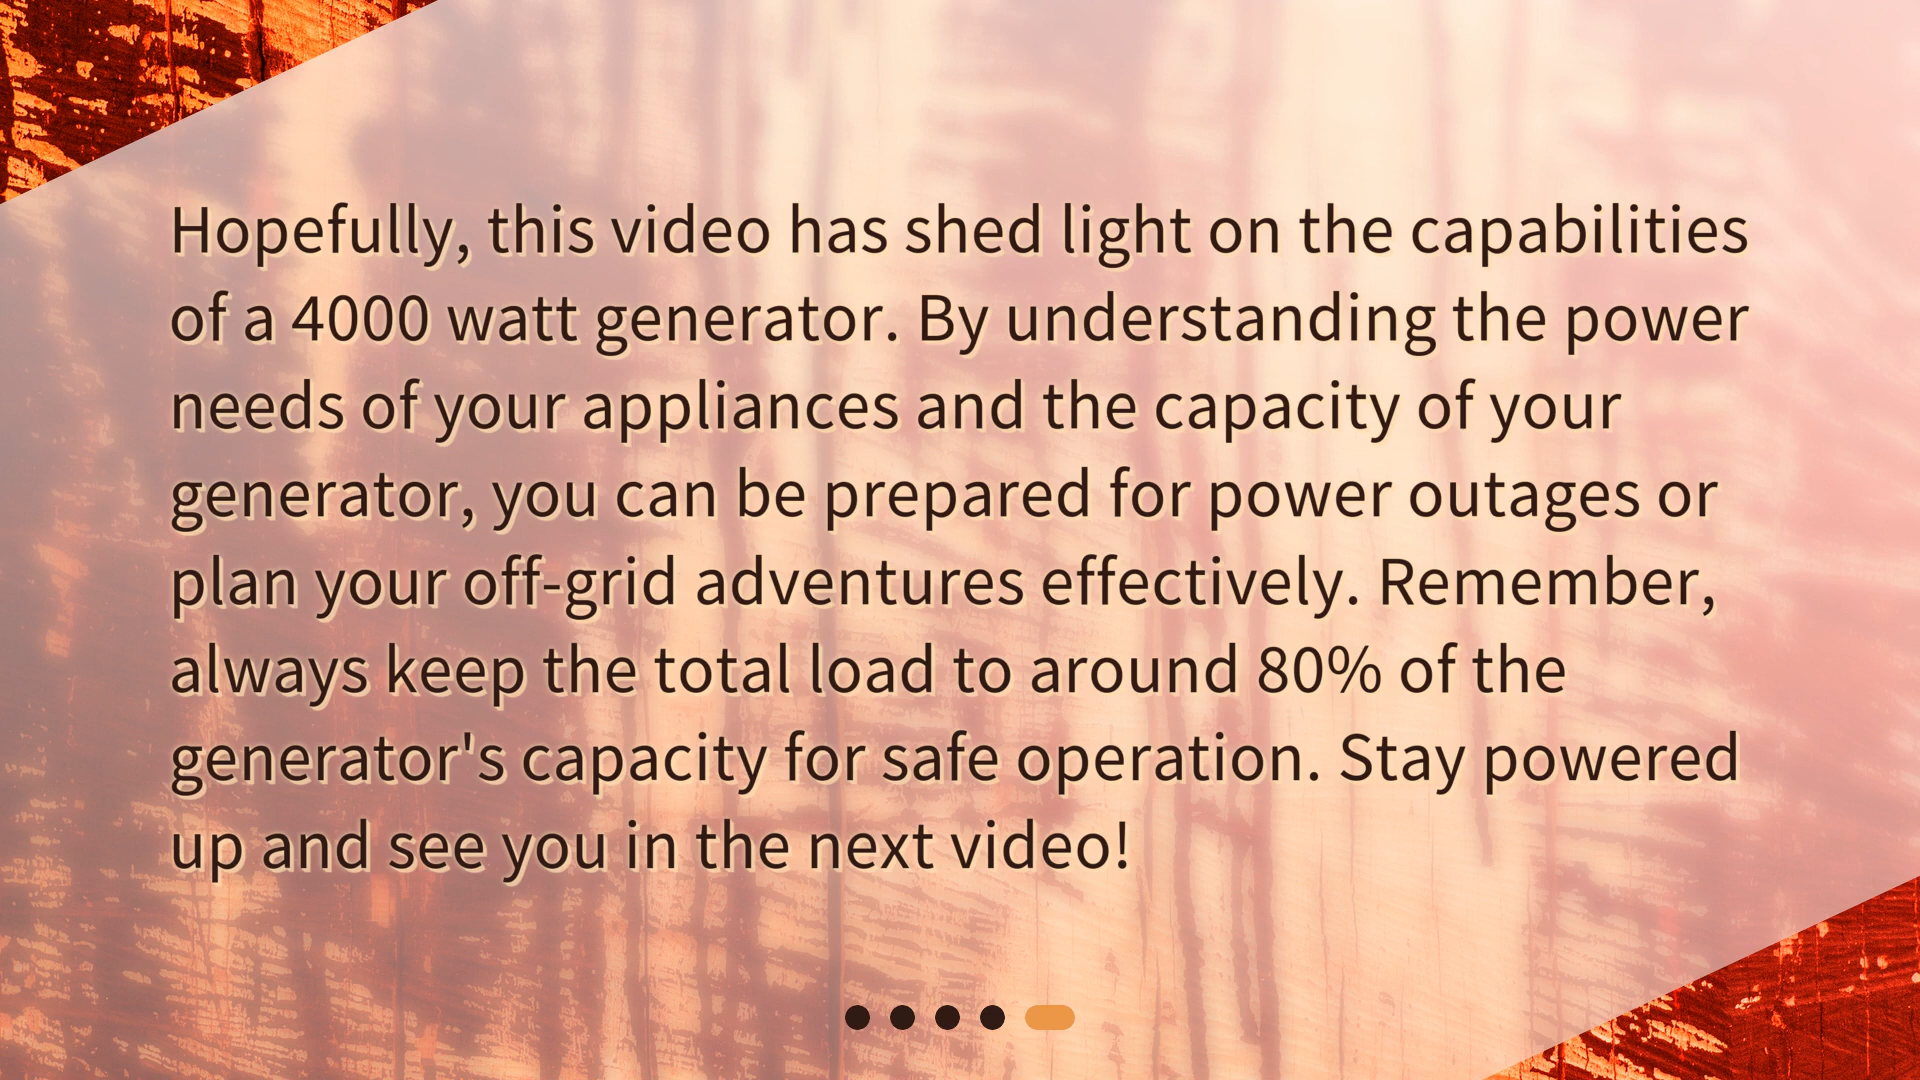 Hopefully, this video has shed light on the capabilities
of a 4000 watt generator. By understanding the power
needs of your appliances and the capacity of your
generator, you can be prepared for power outages or
plan your off-grid adventures effectively. Remember,
always keep the total load to around 80% of the
generator's capacity for safe operation. Stay powered
up and see you in the next video!